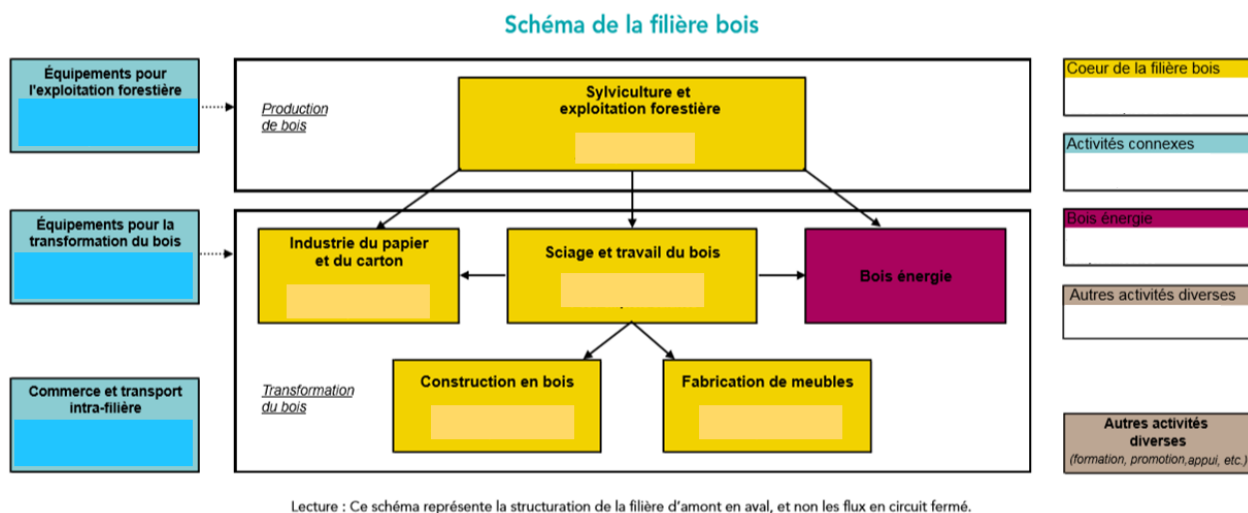 Schéma de la filière bois
Équipements pour
l'exploitation forestière
Production
de bois
Sylviculture et
exploitation forestière
Coeur de la filière bois
Activités connexes
Équipements pour la
transformation du bois
Industrie du papier
et du carton
Sciage et travail du bois
Bois énergie
Bois énergie
Autres activités diverses
Commerce et transport
intra-filière
Transformation
du bois
Construction en bois
Fabrication de meubles
Autres activités
diverses
(formation, promotion,appui, etc.)
Lecture : Ce schéma représente la structuration de la filière d'amont en aval, et non les flux en circuit fermé.